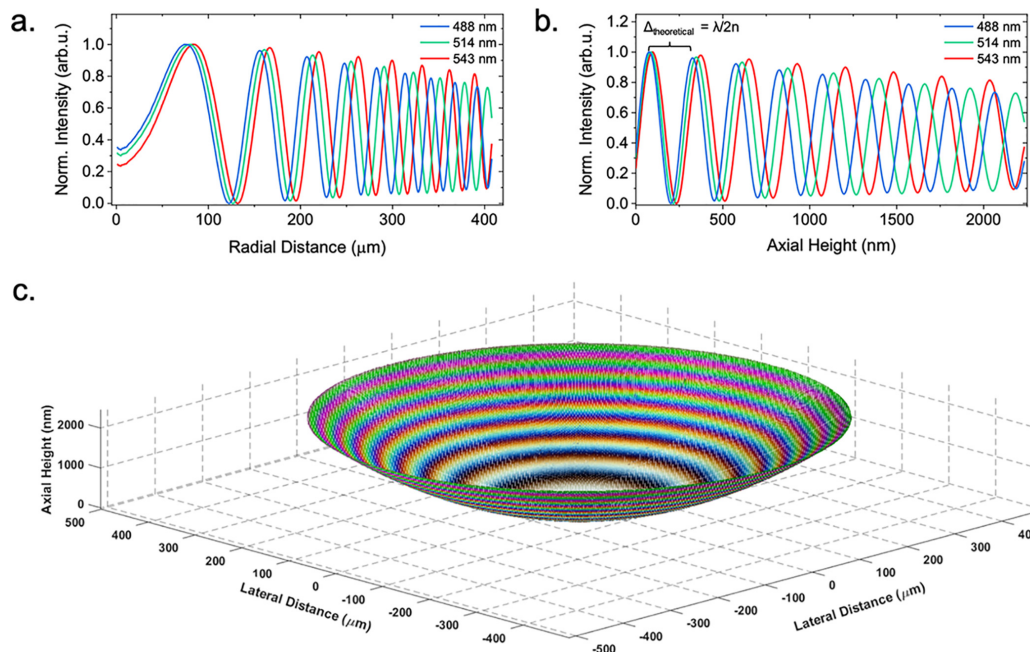 a.
Norm. Intensity (arb.u.)
1.0
0.8
0.6
0.4
0.2
0.0
0
100
200
300
400
Radial Distance (μm)
488 nm
514 nm
543 nm
b.
Norm. Intensity (arb.u.)
1.2
1.0
0.8
0.6
0.4
0.2
0.0
0
500
1000
1500
2000
Axial Height (nm)
Δtheoretical = λ/2n
488 nm
514 nm
543 nm
c.
Axial Height (nm)
2000
1000
0
500
400
300
200
100
0
-100
-200
-300
-400
Lateral Distance (μm)
-500
-400
-300
-200
-100
0
100
200
300
400
Lateral Distance (μm)